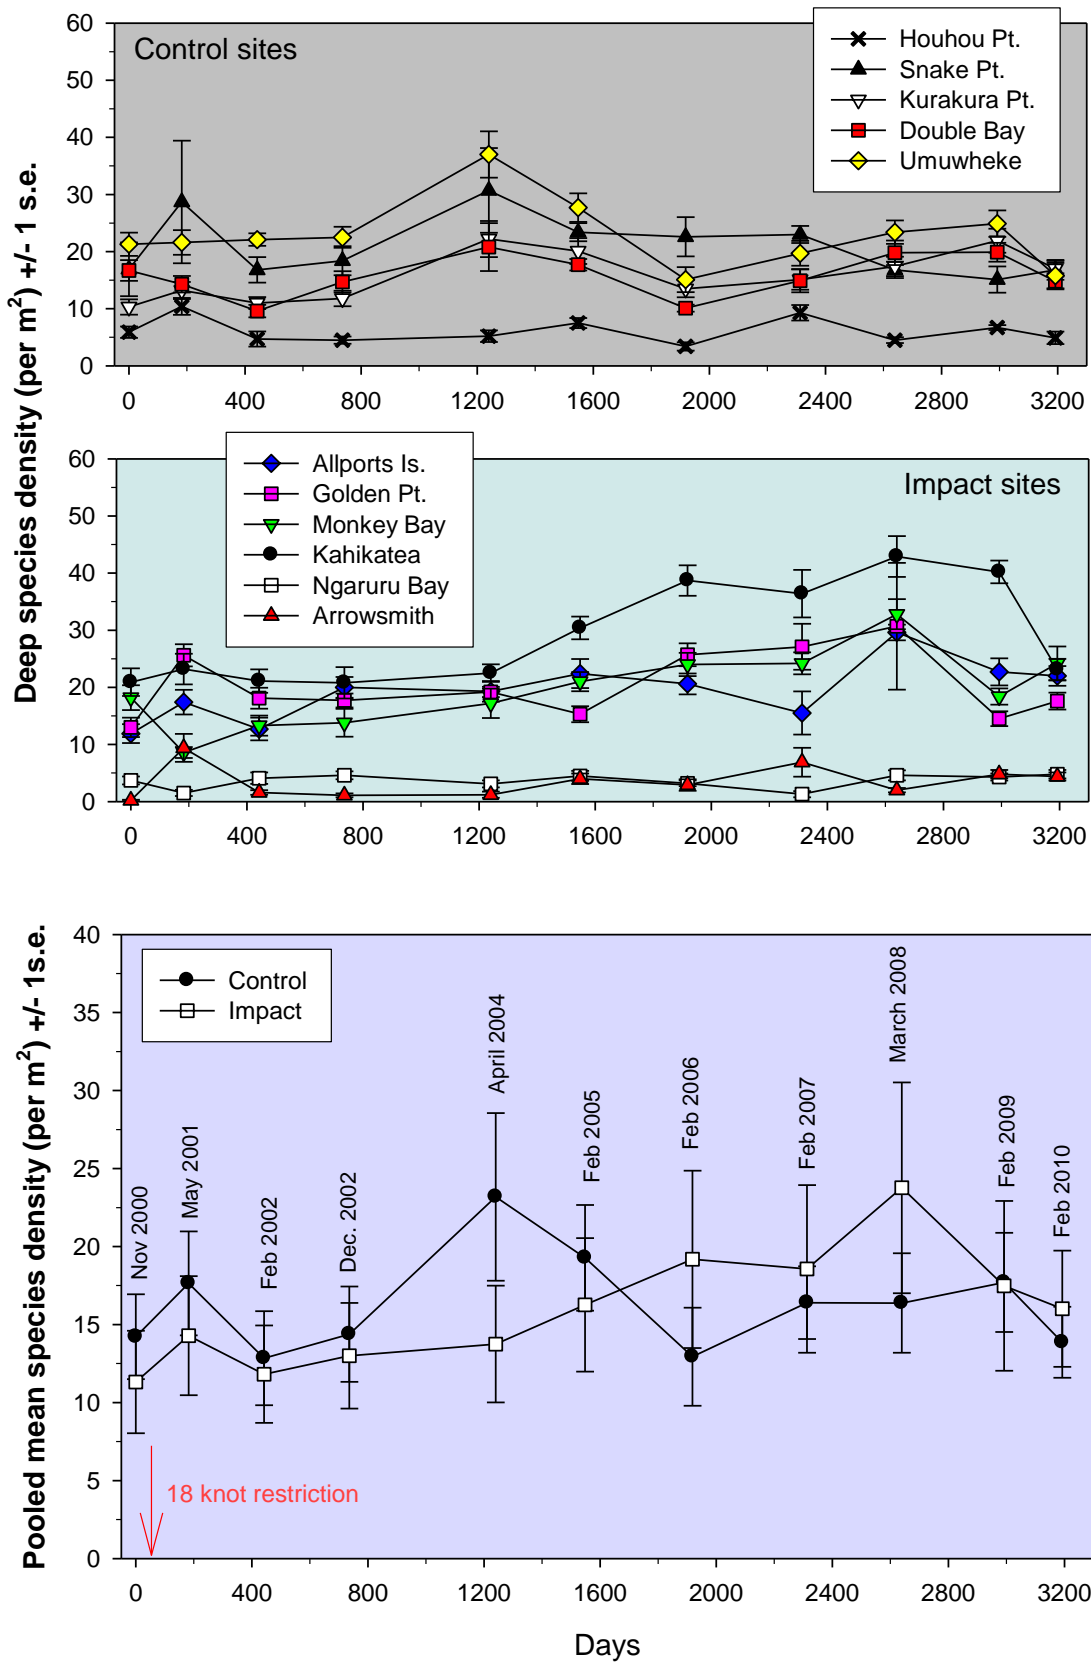 Deep species density (per m²) +/- 1 s.e.
60
50
40
30
20
10
0
Control sites
Houhou Pt.
Snake Pt.
Kurakura Pt.
Double Bay
Umuwheke
0 400 800 1200 1600 2000 2400 2800 3200
60
50
40
30
20
10
0
Impact sites
Allports Is.
Golden Pt.
Monkey Bay
Kahikatea
Ngaruru Bay
Arrowsmith
0 400 800 1200 1600 2000 2400 2800 3200
Pooled mean species density (per m²) +/- 1s.e.
40
35
30
25
20
15
10
5
0
Control
Impact
Nov 2000
May 2001
Feb 2002
Dec. 2002
April 2004
Feb 2005
Feb 2006
Feb 2007
March 2008
Feb 2009
Feb 2010
18 knot restriction
0 400 800 1200 1600 2000 2400 2800 3200
Days